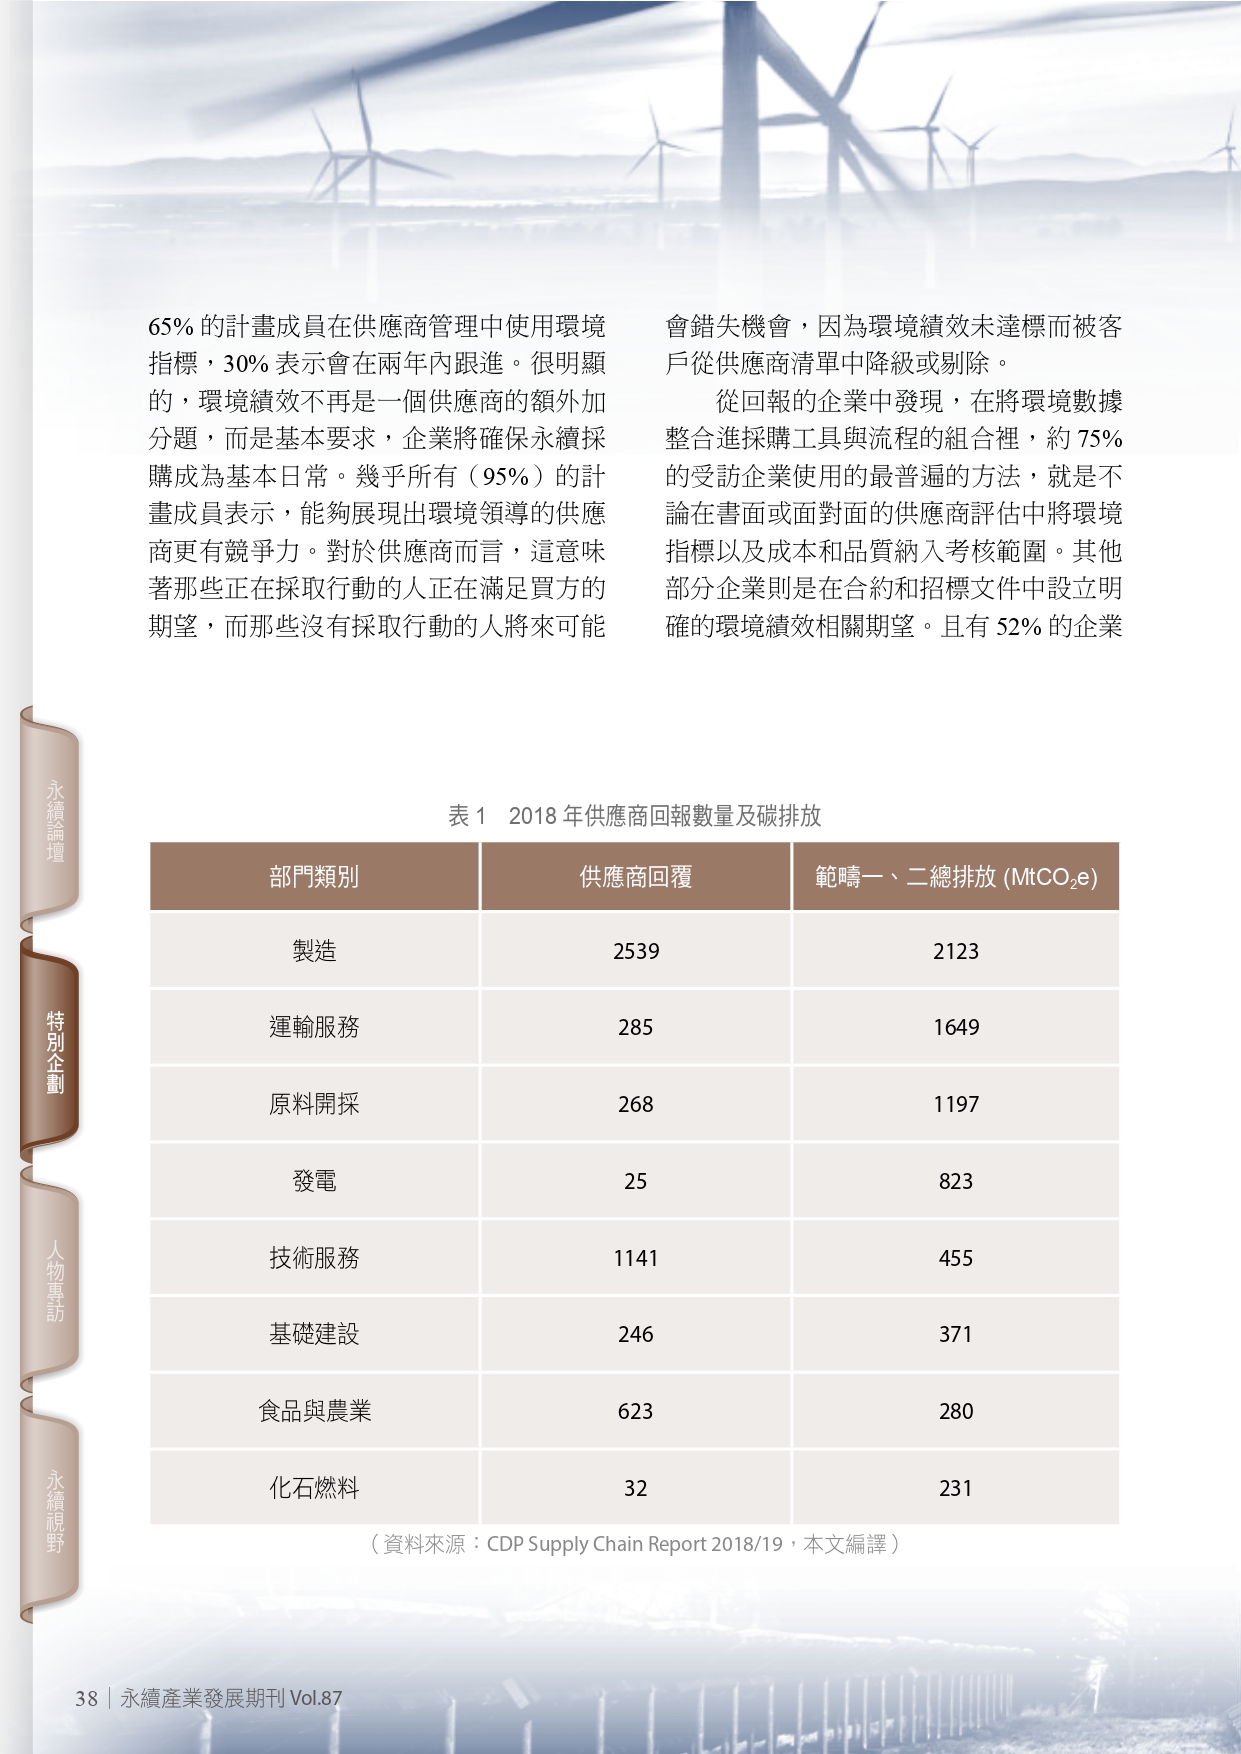 65% 的計畫成員在供應商管理中使用環境
指標，30% 表示會在兩年內跟進。很明顯
的，環境績效不再是一個供應商的額外加
分題，而是基本要求，企業將確保永續採
購成為基本日常。幾乎所有（95%）的計
畫成員表示，能夠展現出環境領導的供應
商更有競爭力。對於供應商而言，這意味
著那些正在採取行動的人正在滿足買方的
期望，而那些沒有採取行動的人將來可能
會錯失機會，因為環境績效未達標而被客
戶從供應商清單中降級或剔除。
從回報的企業中發現，在將環境數據
整合進採購工具與流程的組合裡，約 75%
的受訪企業使用的最普遍的方法，就是不
論在書面或面對面的供應商評估中將環境
指標以及成本和品質納入考核範圍。其他
部分企業則是在合約和招標文件中設立明
確的環境績效相關期望。且有 52% 的企業
永續論壇
特別企劃
人物專訪
永續視野
表 1　2018 年供應商回報數量及碳排放
部門類別　供應商回覆　範疇一、二總排放 (MtCO₂e)
製造　2539　2123
運輸服務　285　1649
原料開採　268　1197
發電　25　823
技術服務　1141　455
基礎建設　246　371
食品與農業　623　280
化石燃料　32　231
（資料來源：CDP Supply Chain Report 2018/19，本文編譯）
38｜永續產業發展期刊 Vol.87